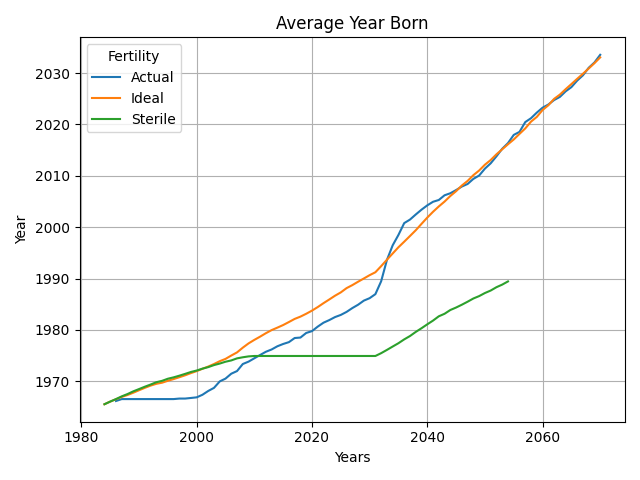 Average Year Born
Fertility
Actual
Ideal
Sterile
Year
2030
2020
2010
2000
1990
1980
1970
1980 2000 2020 2040 2060
Years